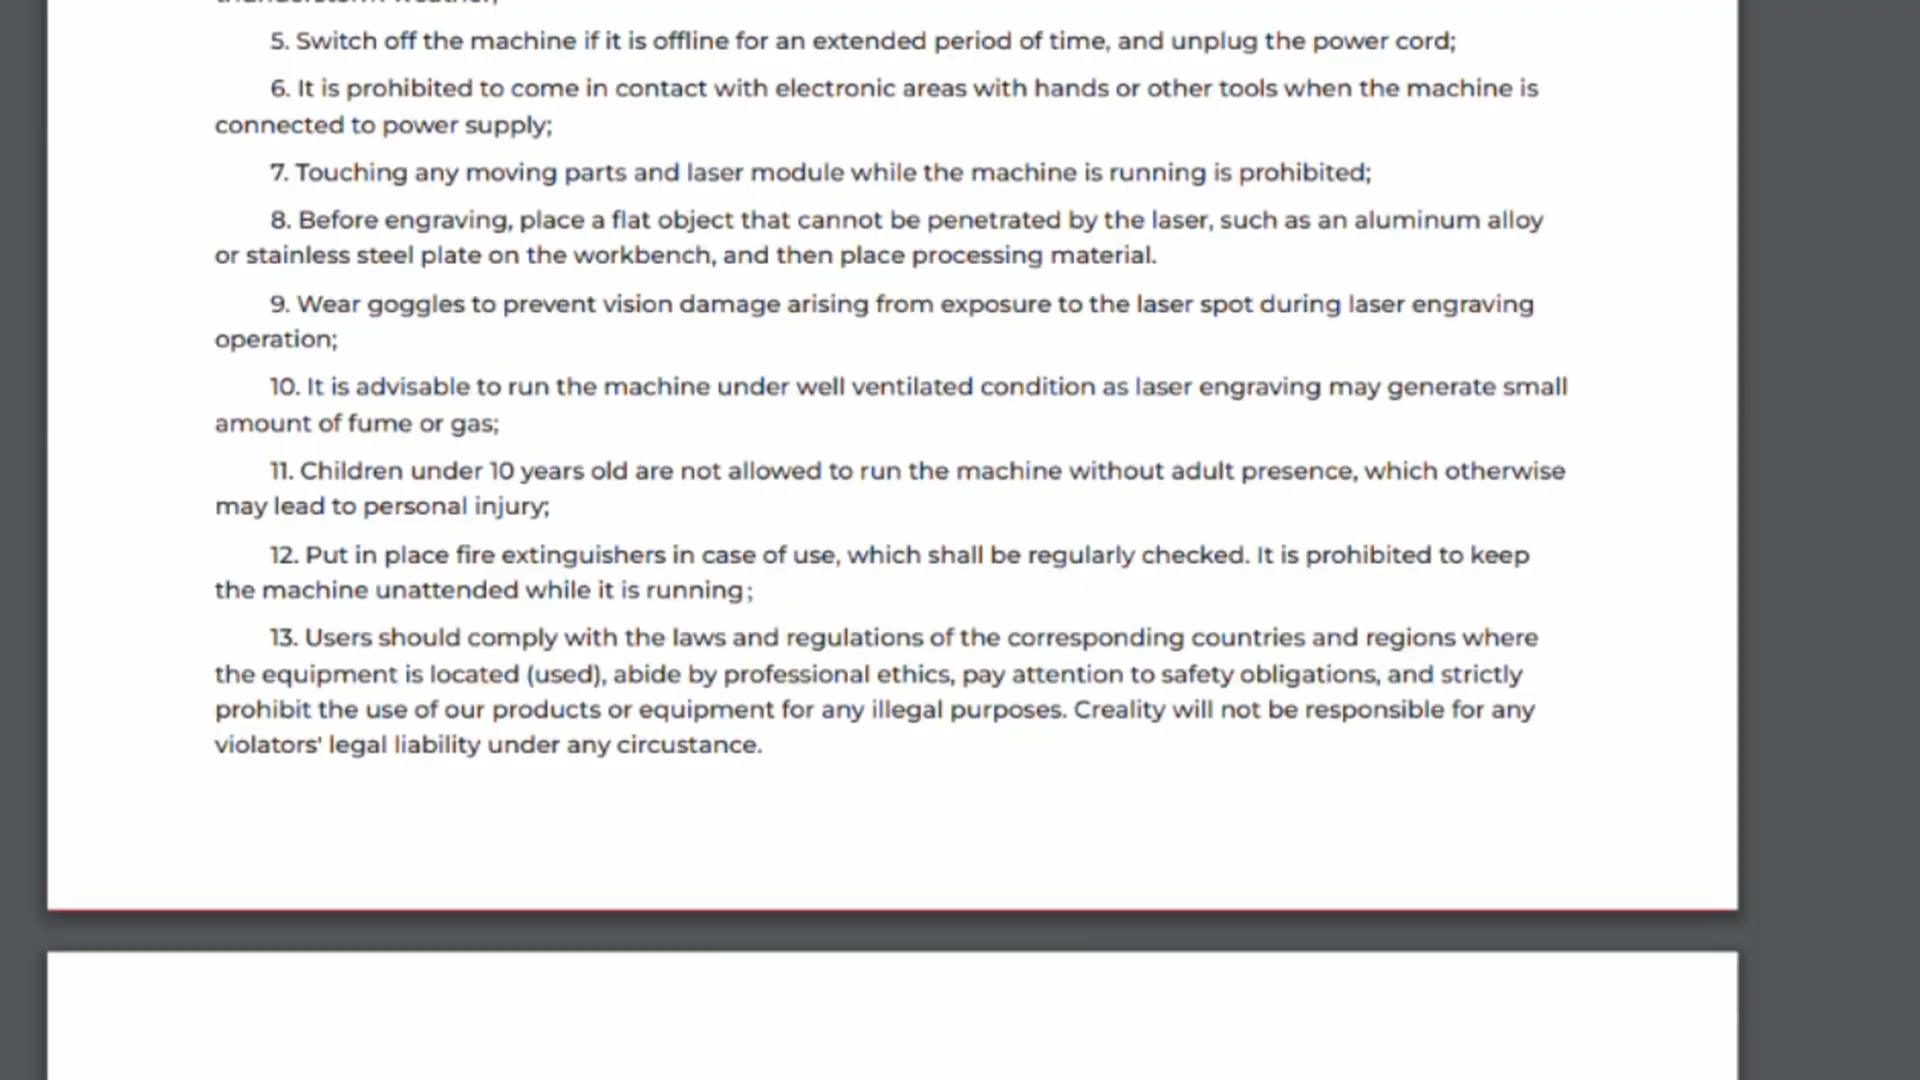 5. Switch off the machine if it is offline for an extended period of time, and unplug the power cord;
6. It is prohibited to come in contact with electronic areas with hands or other tools when the machine is
connected to power supply;
7. Touching any moving parts and laser module while the machine is running is prohibited;
8. Before engraving, place a flat object that cannot be penetrated by the laser, such as an aluminum alloy
or stainless steel plate on the workbench, and then place processing material.
9. Wear goggles to prevent vision damage arising from exposure to the laser spot during laser engraving
operation;
10. It is advisable to run the machine under well ventilated condition as laser engraving may generate small
amount of fume or gas;
11. Children under 10 years old are not allowed to run the machine without adult presence, which otherwise
may lead to personal injury;
12. Put in place fire extinguishers in case of use, which shall be regularly checked. It is prohibited to keep
the machine unattended while it is running;
13. Users should comply with the laws and regulations of the corresponding countries and regions where
the equipment is located (used), abide by professional ethics, pay attention to safety obligations, and strictly
prohibit the use of our products or equipment for any illegal purposes. Creality will not be responsible for any
violators' legal liability under any circustance.